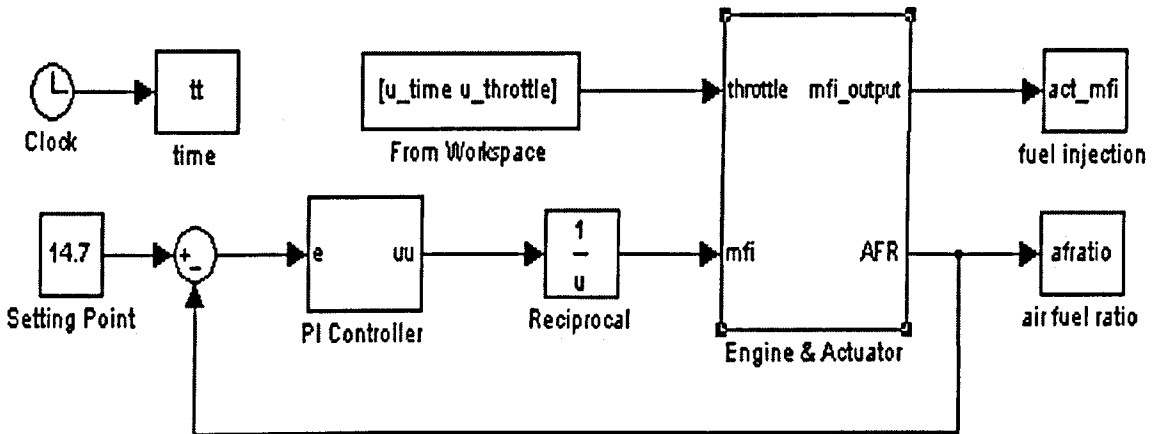 tt
Clock
time
[u_time u_throttle]
From Workspace
throttle mfi_output
act_mfi
fuel injection
14.7
Setting Point
+
−
e uu
PI Controller
1
u
Reciprocal
mfi AFR
Engine & Actuator
afratio
air fuel ratio